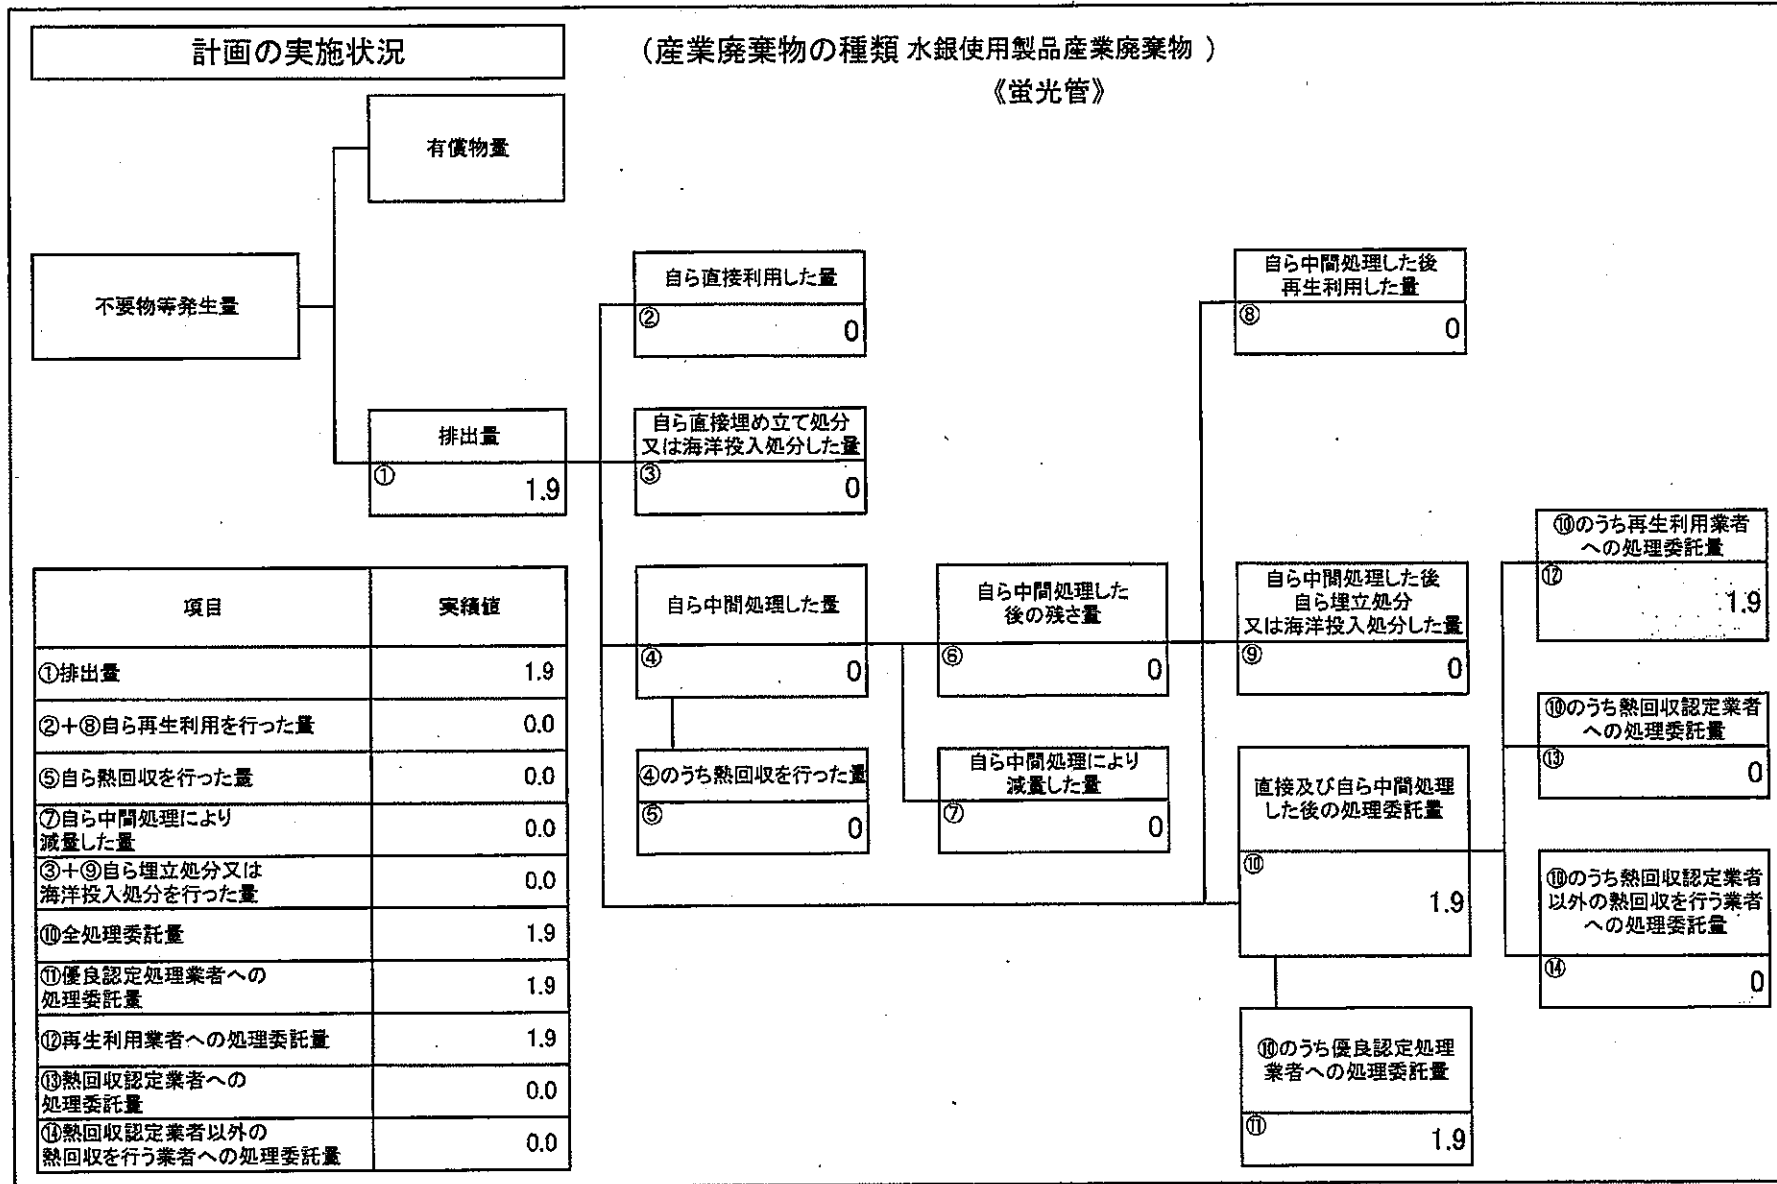 計画の実施状況
(産業廃棄物の種類 水銀使用製品産業廃棄物 )
《蛍光管》
有償物量
不要物等発生量
排出量
①
1.9
自ら直接利用した量
②
0
自ら直接埋め立て処分
又は海洋投入処分した量
③
0
自ら中間処理した量
④
0
④のうち熱回収を行った量
⑤
0
自ら中間処理した
後の残さ量
⑥
0
自ら中間処理により
減量した量
⑦
0
自ら中間処理した後
再生利用した量
⑧
0
自ら中間処理した後
自ら埋立処分
又は海洋投入処分した量
⑨
0
直接及び自ら中間処理
した後の処理委託量
⑩
1.9
⑩のうち優良認定処理
業者への処理委託量
⑪
1.9
⑩のうち再生利用業者
への処理委託量
⑫
1.9
⑩のうち熱回収認定業者
への処理委託量
⑬
0
⑩のうち熱回収認定業者
以外の熱回収を行う業者
への処理委託量
⑭
0
項目 実績値
①排出量 1.9
②+⑧自ら再生利用を行った量 0.0
⑤自ら熱回収を行った量 0.0
⑦自ら中間処理により
減量した量 0.0
③+⑨自ら埋立処分又は
海洋投入処分を行った量 0.0
⑩全処理委託量 1.9
⑪優良認定処理業者への
処理委託量 1.9
⑫再生利用業者への処理委託量 1.9
⑬熱回収認定業者への
処理委託量 0.0
⑭熱回収認定業者以外の
熱回収を行う業者への処理委託量 0.0